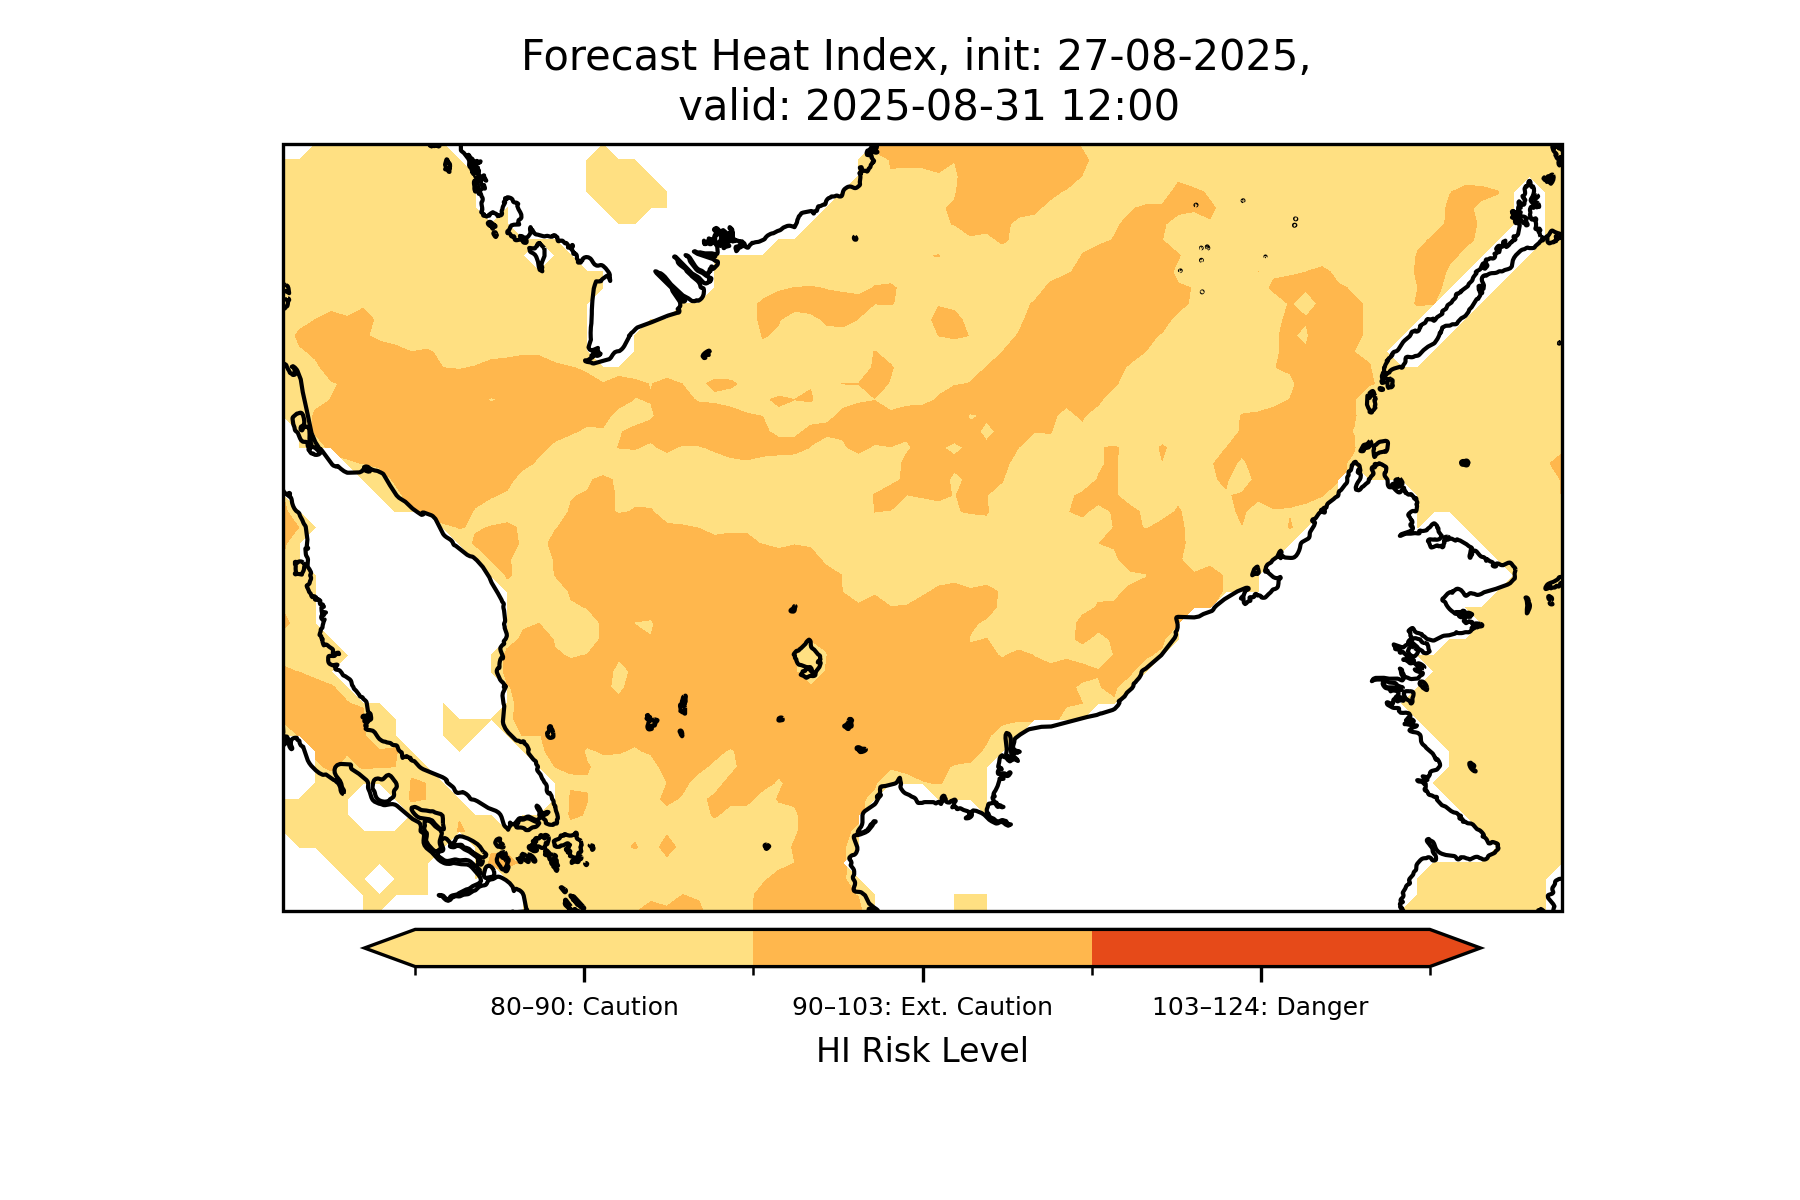 Forecast Heat Index, init: 27-08-2025,
valid: 2025-08-31 12:00
80–90: Caution
90–103: Ext. Caution
103–124: Danger
HI Risk Level